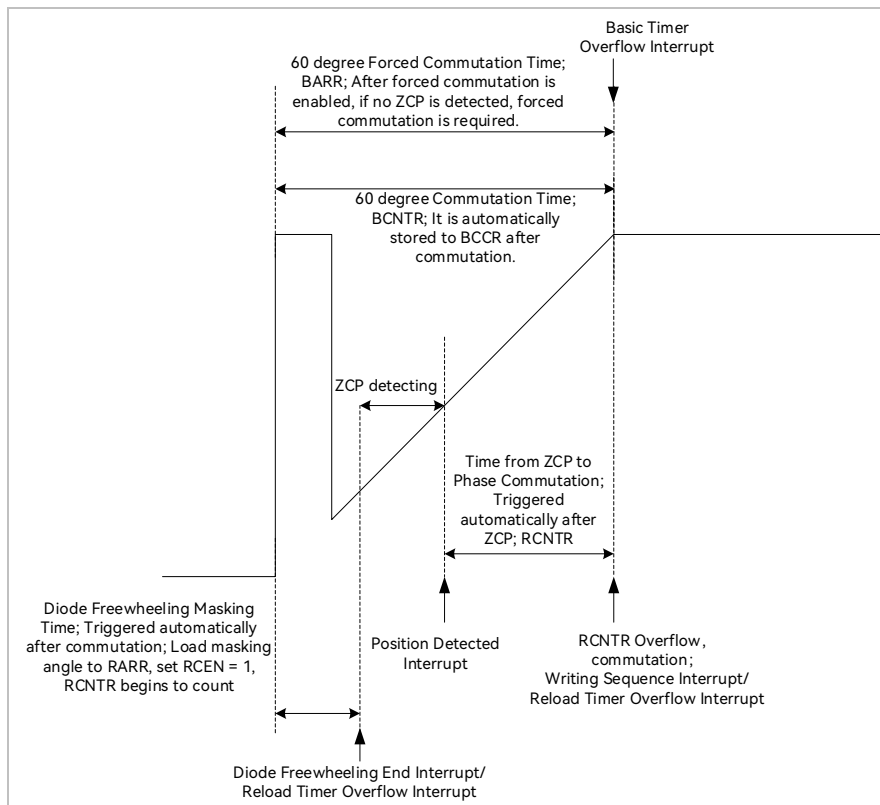 Basic Timer
Overflow Interrupt
60 degree Forced Commutation Time;
BARR; After forced commutation is
enabled, if no ZCP is detected, forced
commutation is required.
60 degree Commutation Time;
BCNTR; It is automatically
stored to BCCR after
commutation.
ZCP detecting
Time from ZCP to
Phase Commutation;
Triggered
automatically after
ZCP; RCNTR
Diode Freewheeling Masking
Time; Triggered automatically
after commutation; Load masking
angle to RARR, set RCEN = 1,
RCNTR begins to count
Position Detected
Interrupt
RCNTR Overflow,
commutation;
Writing Sequence Interrupt/
Reload Timer Overflow Interrupt
Diode Freewheeling End Interrupt/
Reload Timer Overflow Interrupt